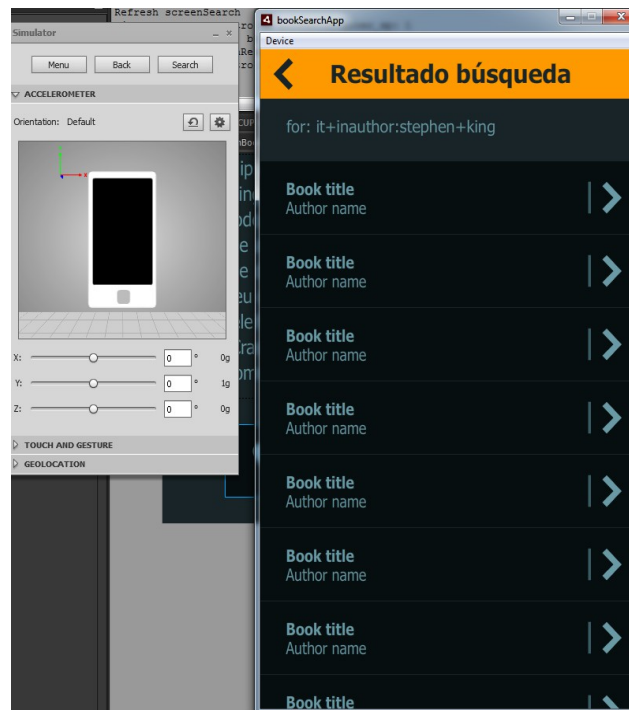 Refresh screenSearch
Simulator
Menu
Back
Search
ACCELEROMETER
Orientation: Default
X:
0
°
0g
Y:
0
°
1g
Z:
0
°
0g
TOUCH AND GESTURE
GEOLOCATION
bookSearchApp
Device
Resultado búsqueda
for: it+inauthor:stephen+king
Book title
Author name
Book title
Author name
Book title
Author name
Book title
Author name
Book title
Author name
Book title
Author name
Book title
Author name
Book title